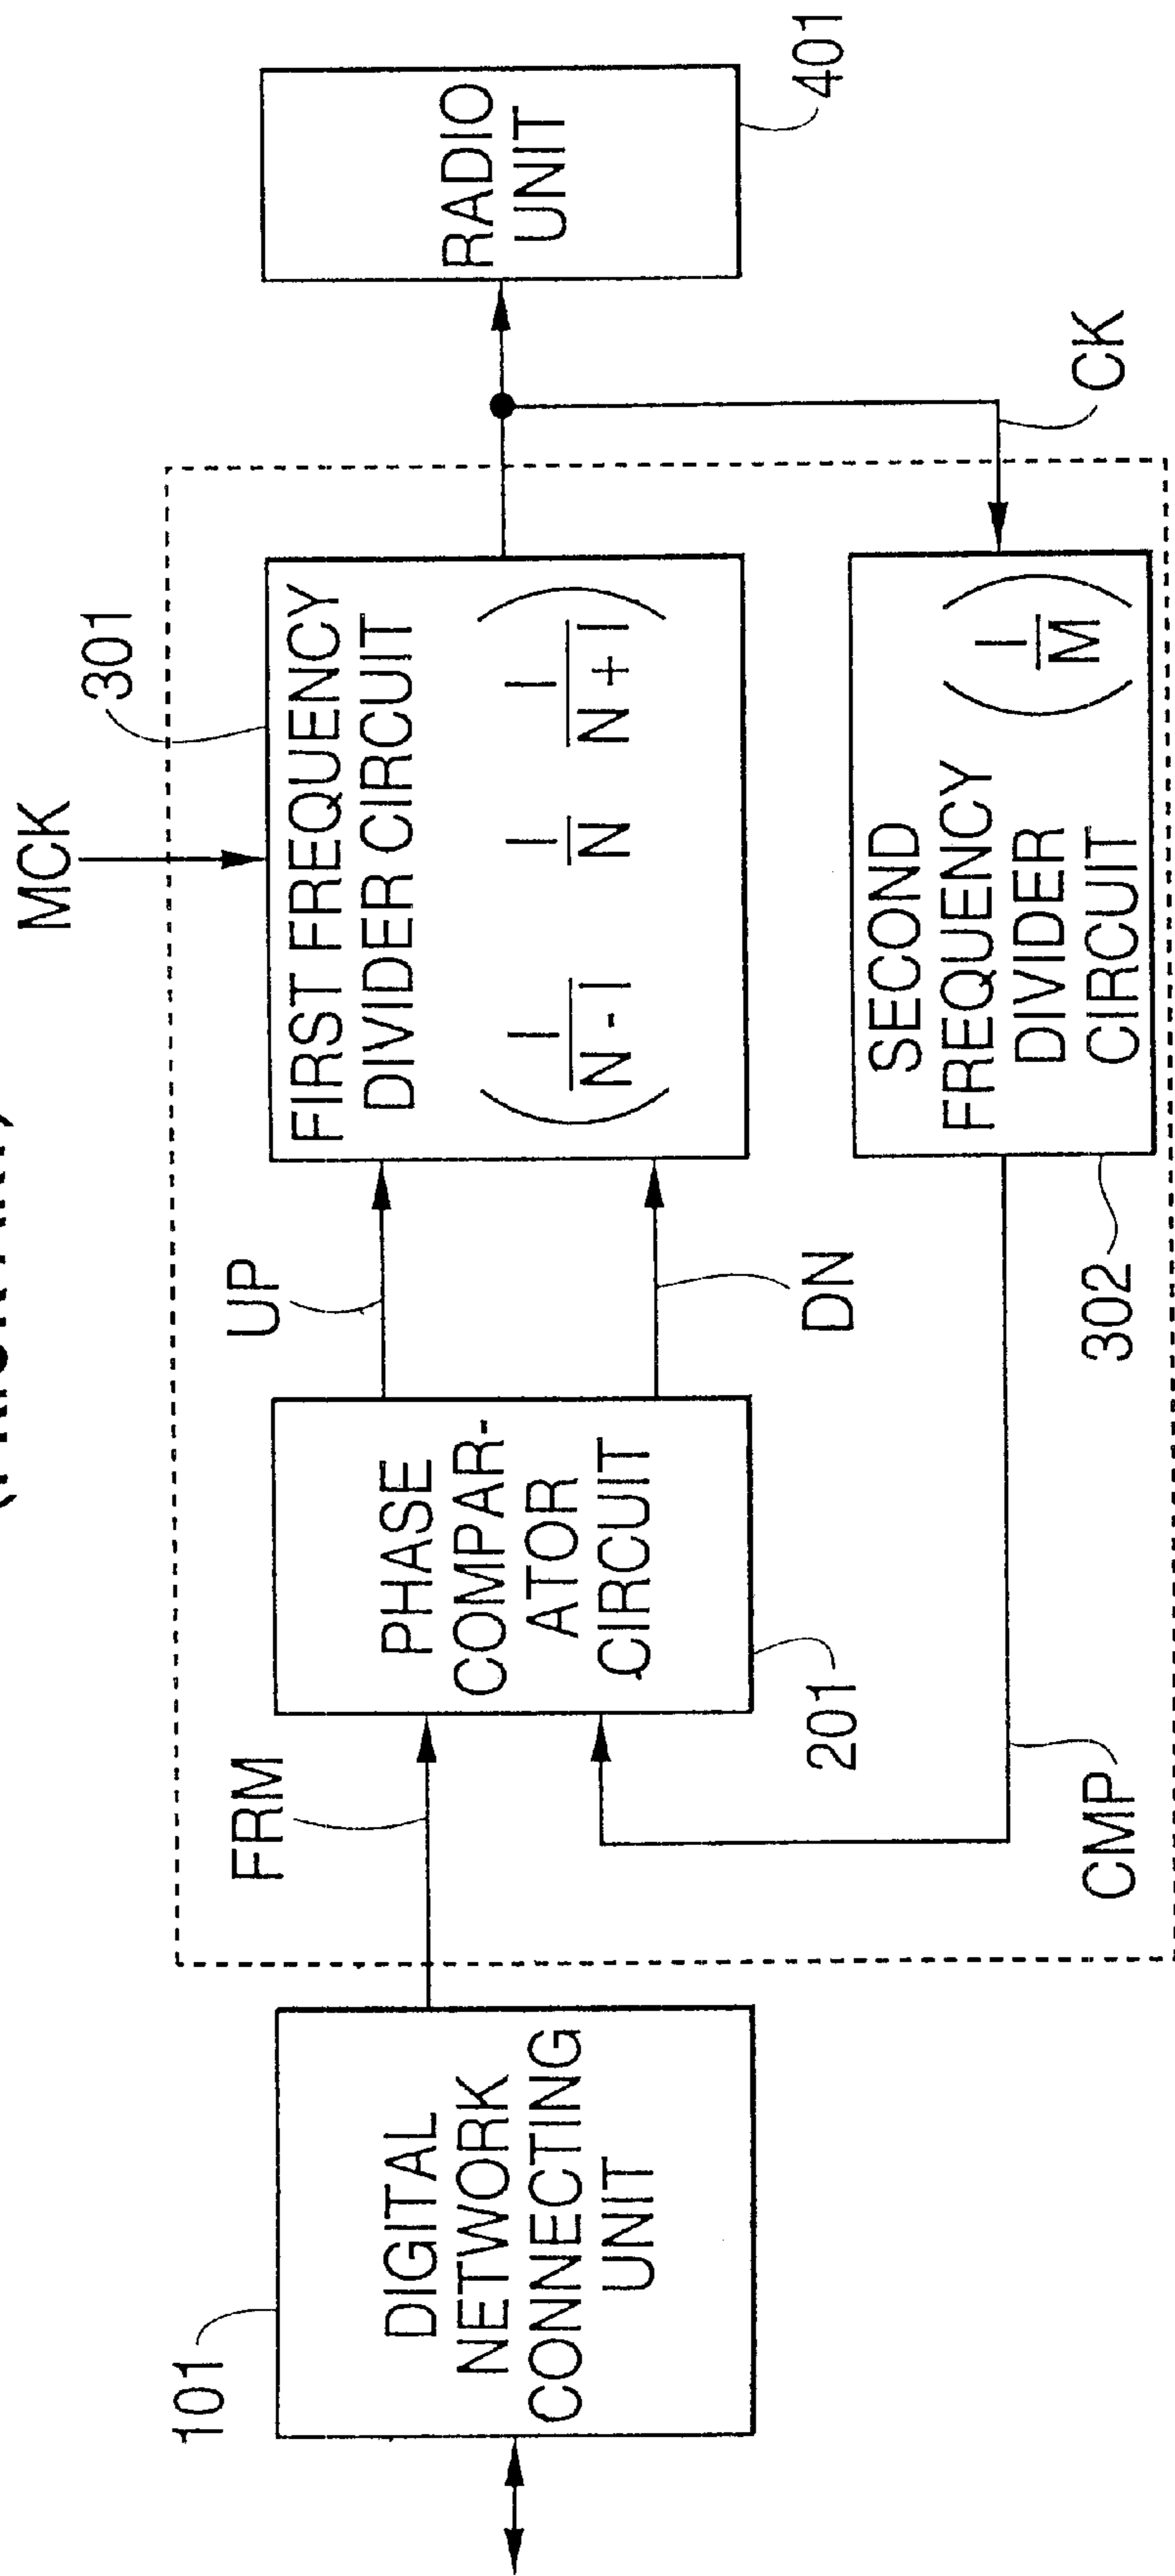 (PRIOR ART)
MCK
301
101
FRM
UP
DIGITAL
NETWORK
CONNECTING
UNIT
PHASE
COMPAR-
ATOR
CIRCUIT
201
DN
FIRST FREQUENCY
DIVIDER CIRCUIT
( 1/N-1 1/N 1/N+1 )
RADIO
UNIT
401
SECOND
FREQUENCY
DIVIDER
CIRCUIT
( 1/M )
302
CMP
CK